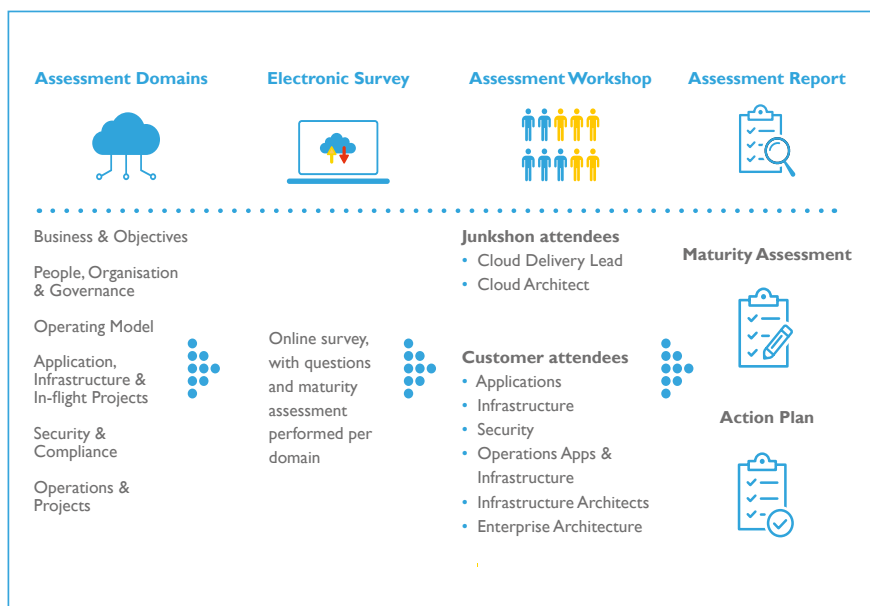 Assessment Domains
Electronic Survey
Assessment Workshop
Assessment Report
Business & Objectives
People, Organisation
& Governance
Operating Model
Application,
Infrastructure &
In-flight Projects
Security &
Compliance
Operations &
Projects
Online survey,
with questions
and maturity
assessment
performed per
domain
Junkshon attendees
• Cloud Delivery Lead
• Cloud Architect
Customer attendees
• Applications
• Infrastructure
• Security
• Operations Apps &
Infrastructure
• Infrastructure Architects
• Enterprise Architecture
Maturity Assessment
Action Plan